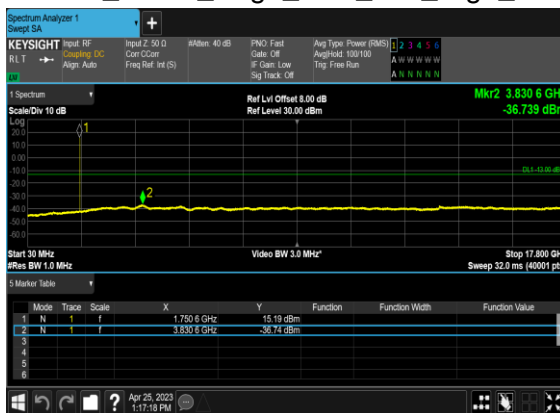 Spectrum Analyzer 1
Swept SA
+
KEYSIGHT Input: RF Input Z: 50 Ω #Atten: 40 dB PNO: Fast Avg Type: Power (RMS) 1 2 3 4 5 6
RLT Coupling: DC Corr CCorr Gate: Off Avg|Hold: 100/100 A W W W W W
Align: Auto Freq Ref: Int (S) IF Gain: Low Trig: Free Run A N N N N N
LU Sig Track: Off
1 Spectrum Ref Lvl Offset 8.00 dB Mkr2 3.830 6 GH
Scale/Div 10 dB Ref Level 30.00 dBm -36.739 dBr
Log
20.0
10.0
0.00
-10.0
-20.0
-30.0
-40.0
-50.0
-60.0
1
DL1 -13.00 dB
2
Start 30 MHz Video BW 3.0 MHz* Stop 17.800 GH
#Res BW 1.0 MHz Sweep 32.0 ms (40001 pt
5 Marker Table
Mode Trace Scale X Y Function Function Width Function Value
1 N 1 f 1.750 6 GHz 15.19 dBm
2 N 1 f 3.830 6 GHz -36.74 dBm
3
4
5
6
? Apr 25, 2023
1:17:18 PM